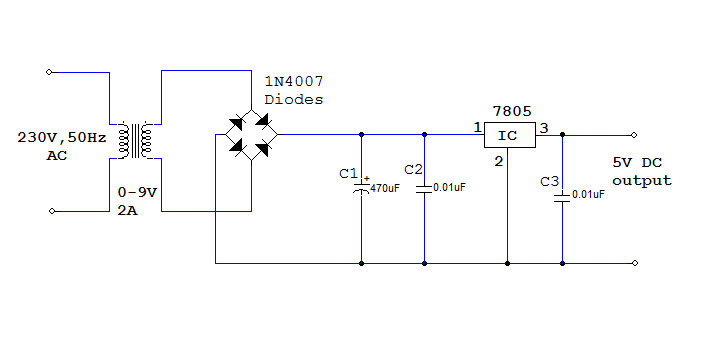 1N4007
Diodes
230V,50Hz
AC
0-9V
2A
C1
+
470uF
C2
0.01uF
7805
1
IC
3
2
C3
0.01uF
5V DC
output